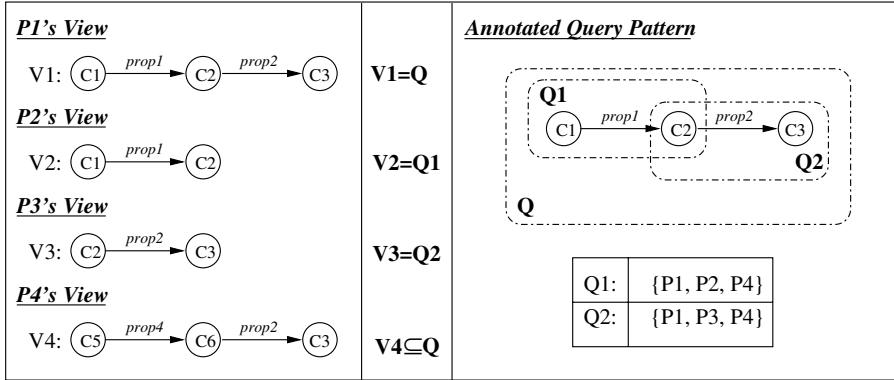 P1's View
V1: C1 prop1 C2 prop2 C3
V1=Q
P2's View
V2: C1 prop1 C2
V2=Q1
P3's View
V3: C2 prop2 C3
V3=Q2
P4's View
V4: C5 prop4 C6 prop2 C3
V4⊆Q
Annotated Query Pattern
Q1
C1 prop1 C2 prop2 C3
Q2
Q
Q1: {P1, P2, P4}
Q2: {P1, P3, P4}